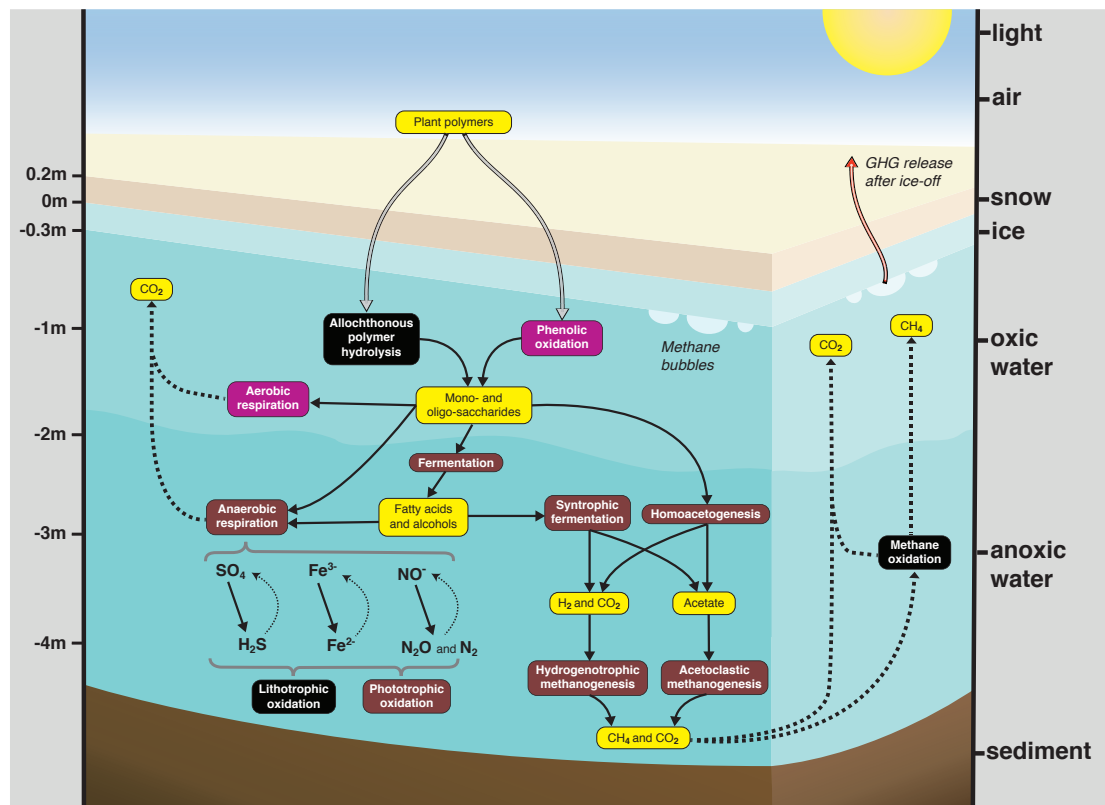 light
air
Plant polymers
GHG release
after ice-off
0.2m
0m
-0.3m
snow
ice
CO₂
-1m
Allochthonous
polymer
hydrolysis
Phenolic
oxidation
Methane
bubbles
CO₂
CH₄
oxic
water
Aerobic
respiration
Mono- and
oligo-saccharides
-2m
Fermentation
Anaerobic
respiration
Fatty acids
and alcohols
Syntrophic
fermentation
Homoacetogenesis
-3m
Methane
oxidation
anoxic
water
SO₄
Fe³⁻
NO⁻
H₂ and CO₂
Acetate
-4m
H₂S
Fe²⁻
N₂O and N₂
Lithotrophic
oxidation
Phototrophic
oxidation
Hydrogenotrophic
methanogenesis
Acetoclastic
methanogenesis
CH₄ and CO₂
sediment